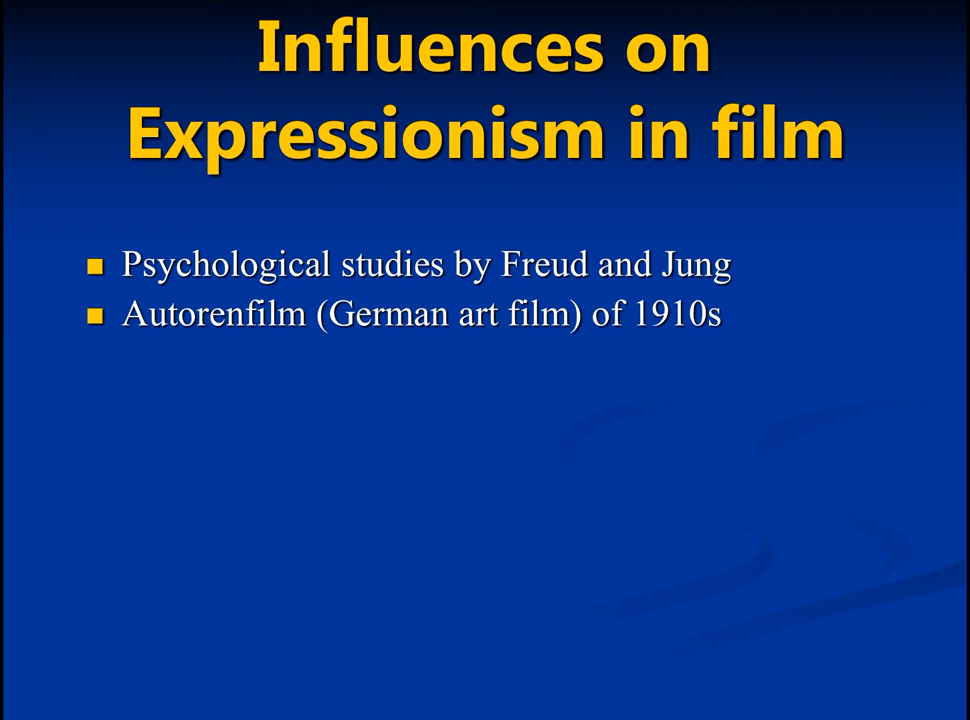 Influences on
Expressionism in film
Psychological studies by Freud and Jung
Autorenfilm (German art film) of 1910s